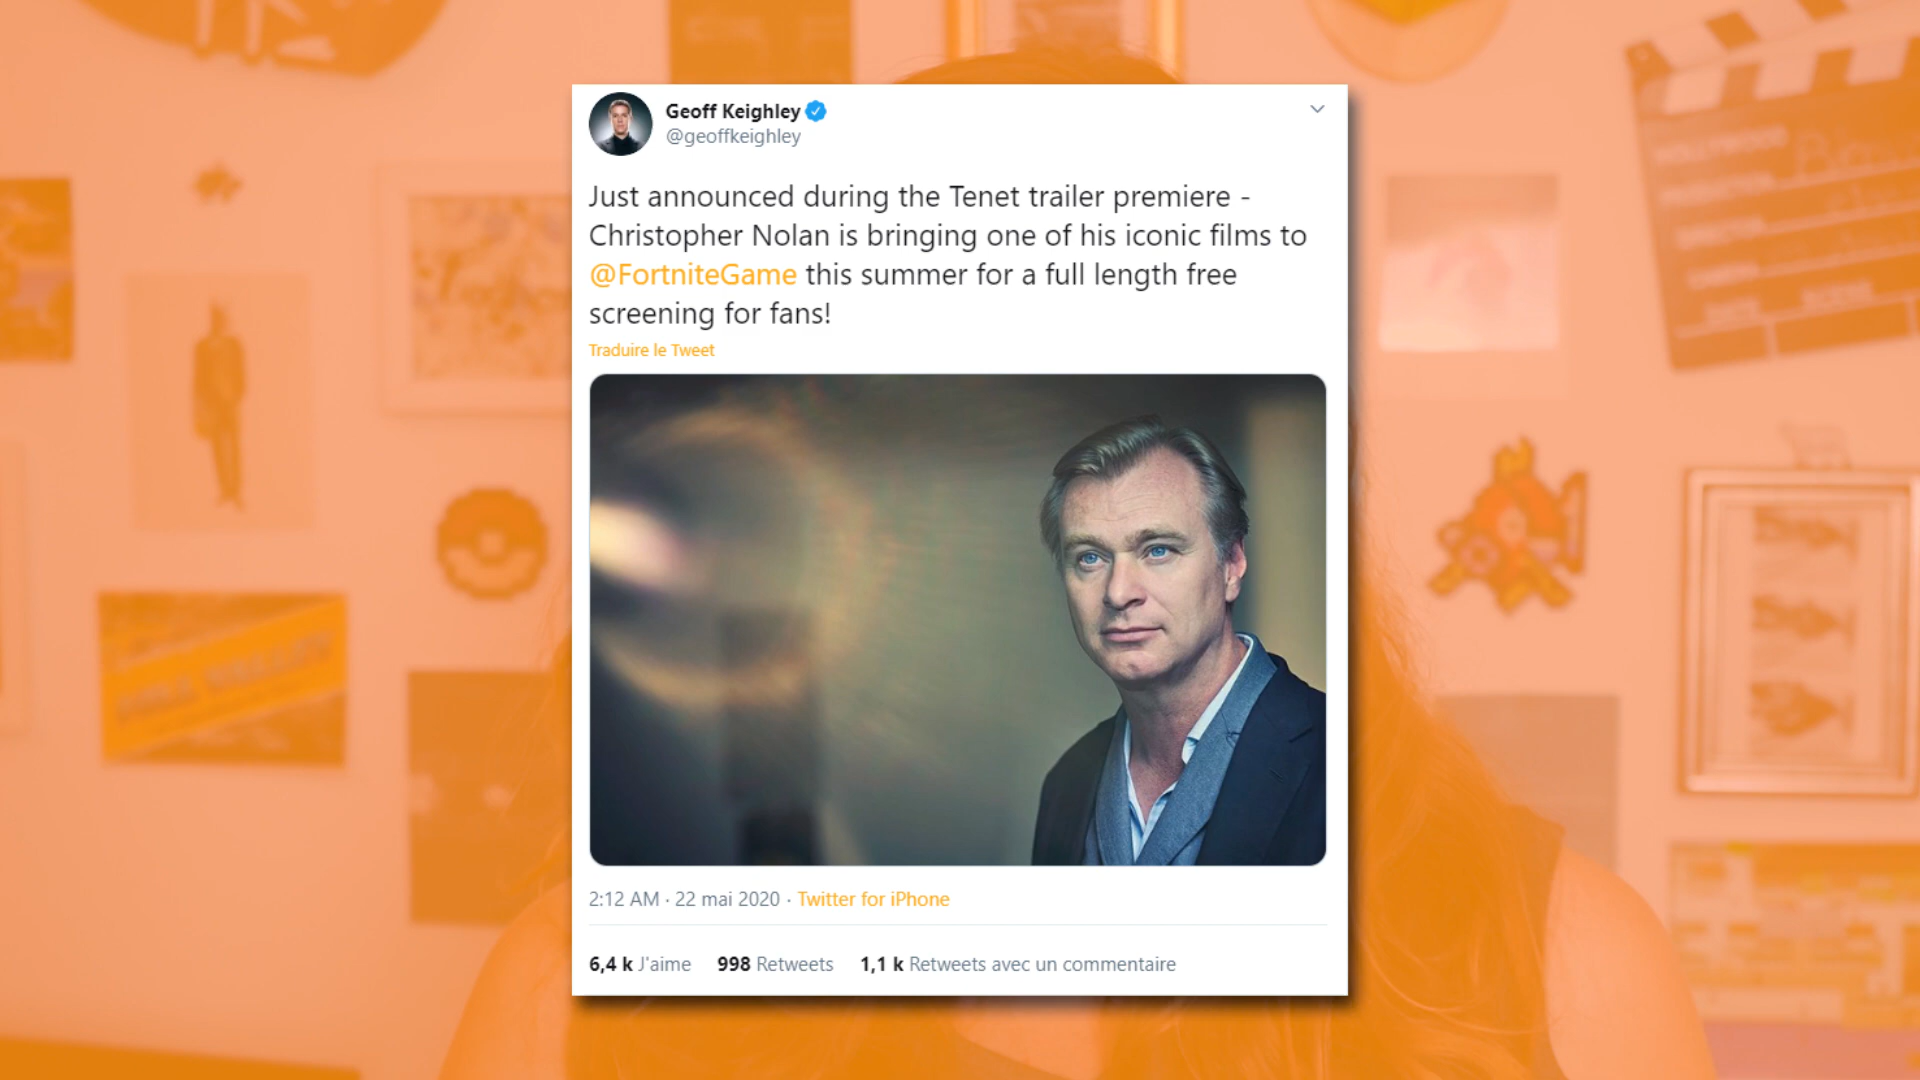 Geoff Keighley
@geoffkeighley
Just announced during the Tenet trailer premiere -
Christopher Nolan is bringing one of his iconic films to
@FortniteGame this summer for a full length free
screening for fans!
Traduire le Tweet
2:12 AM · 22 mai 2020 · Twitter for iPhone
6,4 k J'aime 998 Retweets 1,1 k Retweets avec un commentaire